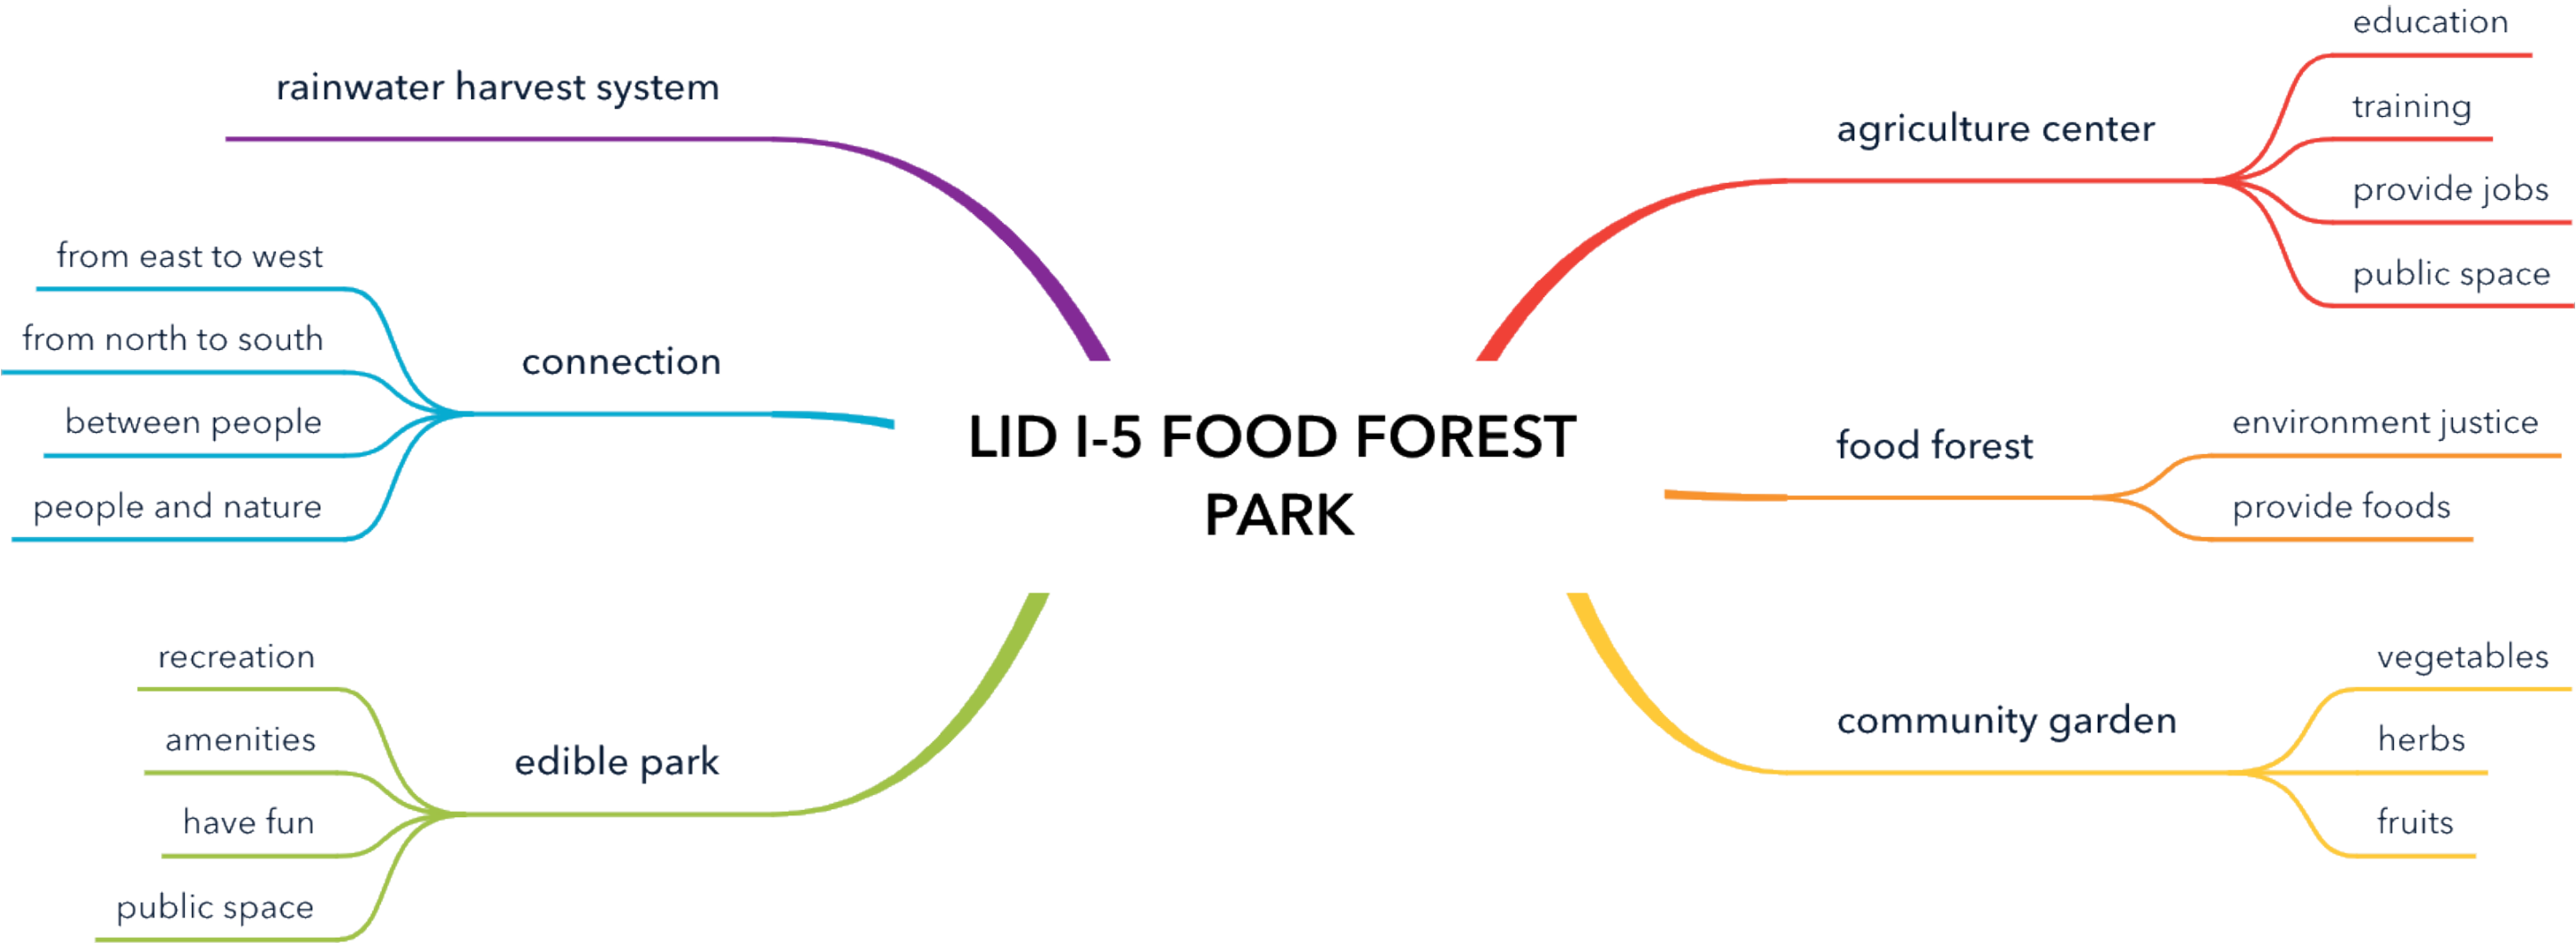 LID I-5 FOOD FOREST
PARK
rainwater harvest system
connection
from east to west
from north to south
between people
people and nature
edible park
recreation
amenities
have fun
public space
agriculture center
education
training
provide jobs
public space
food forest
environment justice
provide foods
community garden
vegetables
herbs
fruits